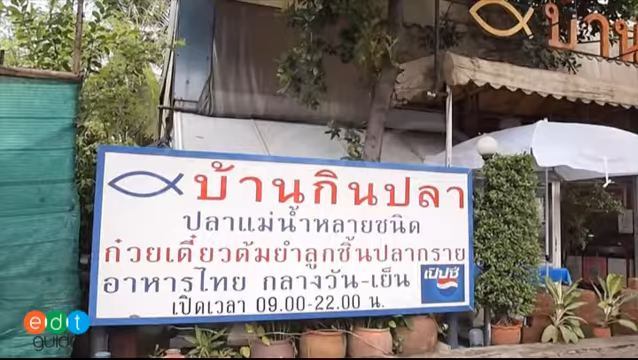 บ้าน
บ้านกินปลา
ปลาแม่น้ำหลายชนิด
ก๋วยเตี๋ยวต้มยำลูกชิ้นปลากราย
อาหารไทย กลางวัน-เย็น เป๊ปซี่
เปิดเวลา 09.00-22.00 น.
edt
guide